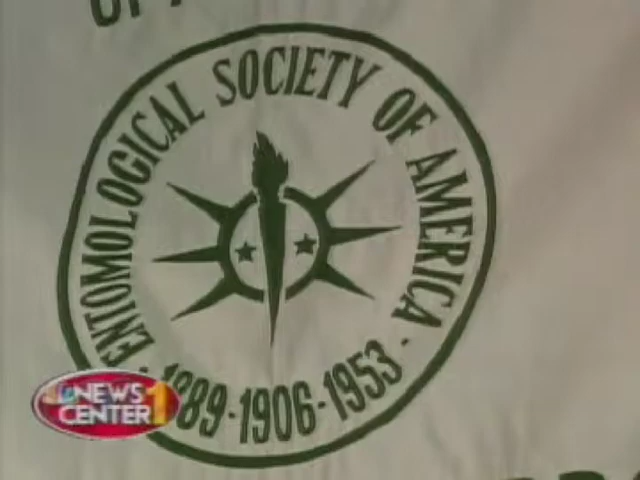 ENTOMOLOGICAL SOCIETY OF AMERICA
· 1889 · 1906 · 1953 ·
NEWS
CENTER 1